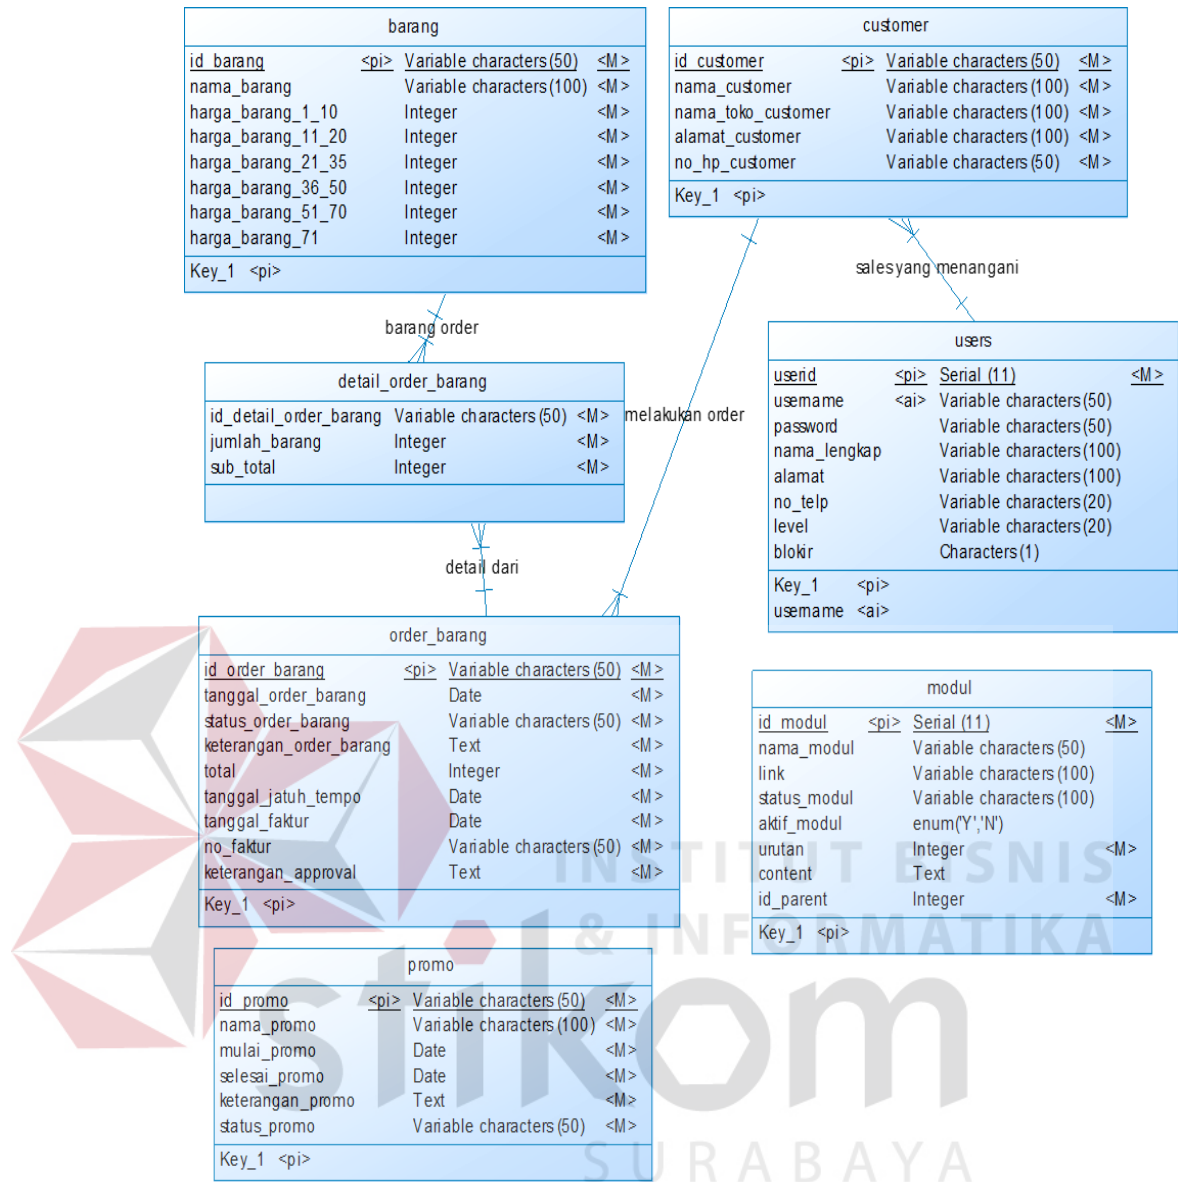 barang
id_barang <pi> Variable characters (50) <M>
nama_barang Variable characters (100) <M>
harga_barang_1_10 Integer <M>
harga_barang_11_20 Integer <M>
harga_barang_21_35 Integer <M>
harga_barang_36_50 Integer <M>
harga_barang_51_70 Integer <M>
harga_barang_71 Integer <M>
Key_1 <pi>
customer
id_customer <pi> Variable characters (50) <M>
nama_customer Variable characters (100) <M>
nama_toko_customer Variable characters (100) <M>
alamat_customer Variable characters (100) <M>
no_hp_customer Variable characters (50) <M>
Key_1 <pi>
sales yang menangani
barang order
users
userid <pi> Serial (11) <M>
username <ai> Variable characters (50)
password Variable characters (50)
nama_lengkap Variable characters (100)
alamat Variable characters (100)
no_telp Variable characters (20)
level Variable characters (20)
blokir Characters (1)
Key_1 <pi>
username <ai>
detail_order_barang
id_detail_order_barang Variable characters (50) <M>
jumlah_barang Integer <M>
sub_total Integer <M>
melakukan order
detail dari
order_barang
id_order_barang <pi> Variable characters (50) <M>
tanggal_order_barang Date <M>
status_order_barang Variable characters (50) <M>
keterangan_order_barang Text <M>
total Integer <M>
tanggal_jatuh_tempo Date <M>
tanggal_faktur Date <M>
no_faktur Variable characters (50) <M>
keterangan_approval Text <M>
Key_1 <pi>
modul
id_modul <pi> Serial (11) <M>
nama_modul Variable characters (50)
link Variable characters (100)
status_modul Variable characters (100)
aktif_modul enum('Y','N')
urutan Integer <M>
content Text
id_parent Integer <M>
Key_1 <pi>
promo
id_promo <pi> Variable characters (50) <M>
nama_promo Variable characters (100) <M>
mulai_promo Date <M>
selesai_promo Date <M>
keterangan_promo Text <M>
status_promo Variable characters (50) <M>
Key_1 <pi>
INSTITUT BISNIS
& INFORMATIKA
stikom
SURABAYA